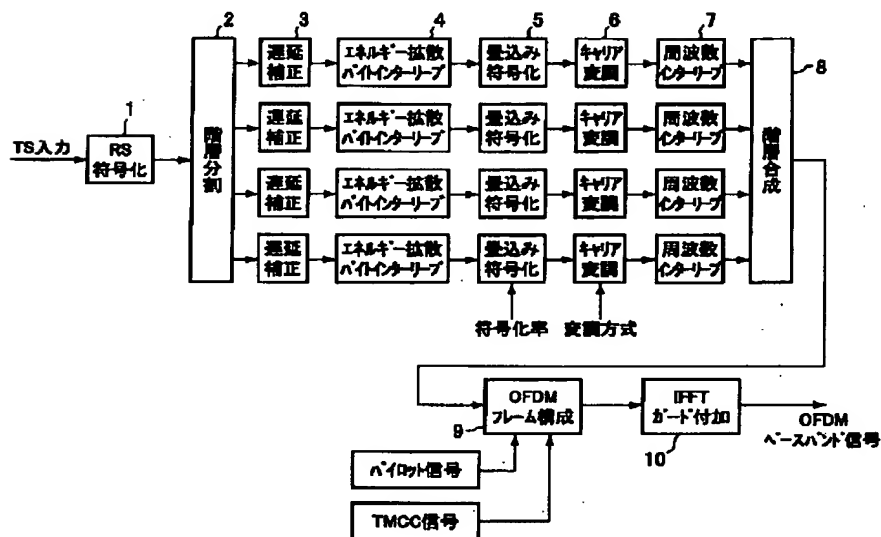 2
3
4
5
6
7
8
1
TS入力
RS
符号化
階層分割
遅延
補正
エネルギー拡散
バイトインターリーブ
畳込み
符号化
キャリア
変調
周波数
インターリーブ
階層合成
遅延
補正
エネルギー拡散
バイトインターリーブ
畳込み
符号化
キャリア
変調
周波数
インターリーブ
遅延
補正
エネルギー拡散
バイトインターリーブ
畳込み
符号化
キャリア
変調
周波数
インターリーブ
遅延
補正
エネルギー拡散
バイトインターリーブ
畳込み
符号化
キャリア
変調
周波数
インターリーブ
符号化率
変調方式
OFDM
フレーム構成
9
IFFT
ガード付加
10
OFDM
ベースバンド信号
パイロット信号
TMCC信号